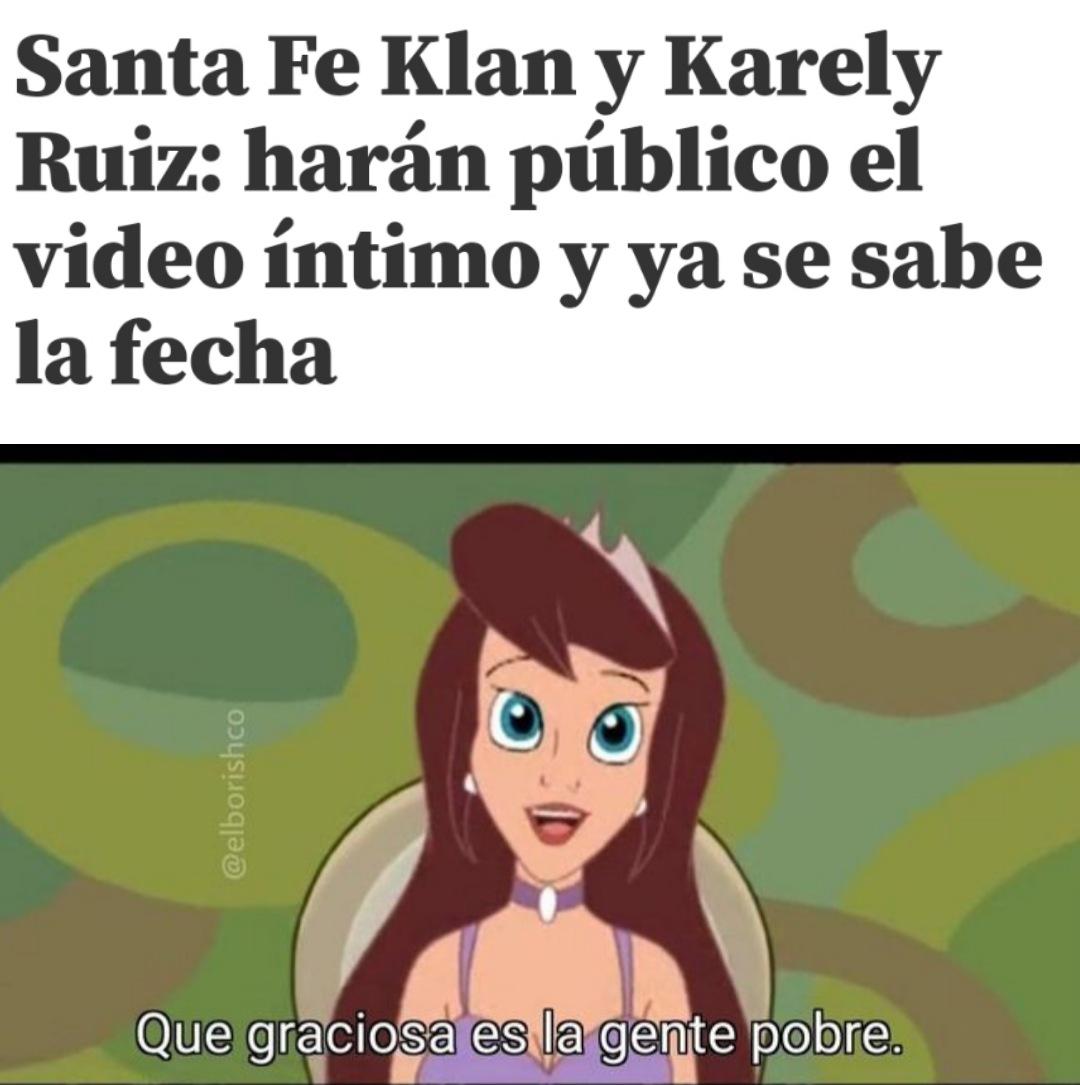 Santa Fe Klan y Karely
Ruiz: harán público el
video íntimo y ya se sabe
la fecha
@elborishco
Que graciosa es la gente pobre.